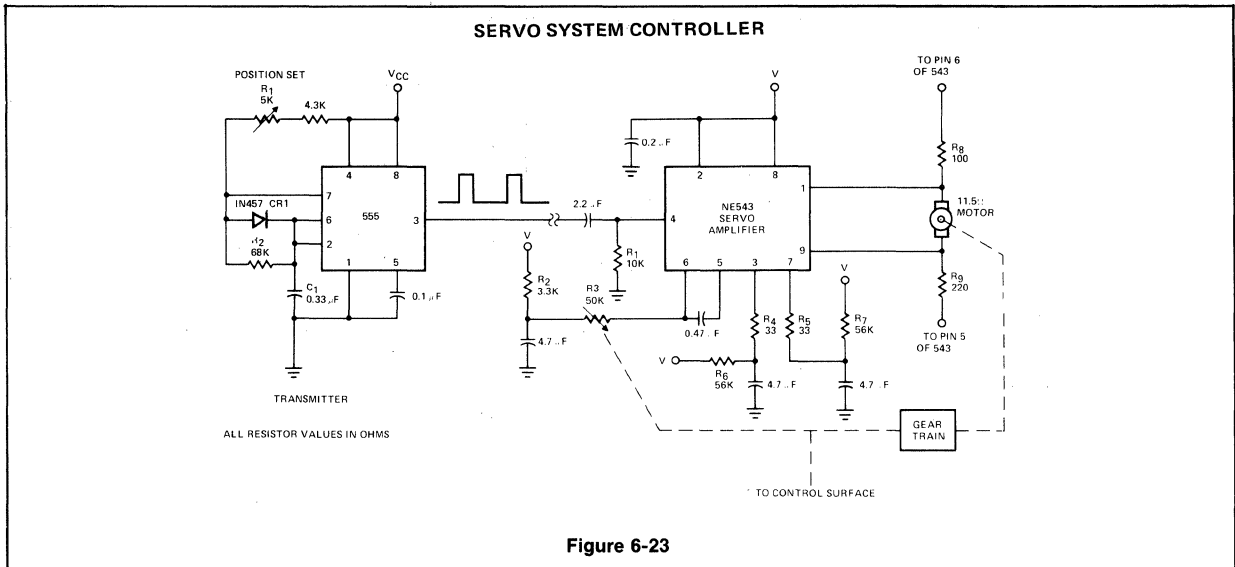 SERVO SYSTEM CONTROLLER
POSITION SET
R1
5K
4.3K
VCC
4
8
7
IN457 CR1
6
555
3
2
R2
68K
1
5
C1
0.33µF
0.1 µF
TRANSMITTER
ALL RESISTOR VALUES IN OHMS
V
0.2 µF
2
8
NE543
SERVO
AMPLIFIER
2.2 µF
4
1
9
R1
10K
6
5
3
7
V
R2
3.3K
R3
50K
4.7 µF
0.47 µF
R4
33
R5
33
V
R7
56K
V
R6
56K
4.7 µF
4.7 µF
TO PIN 6
OF 543
R8
100
11.5
MOTOR
R9
220
TO PIN 5
OF 543
GEAR
TRAIN
TO CONTROL SURFACE
Figure 6-23